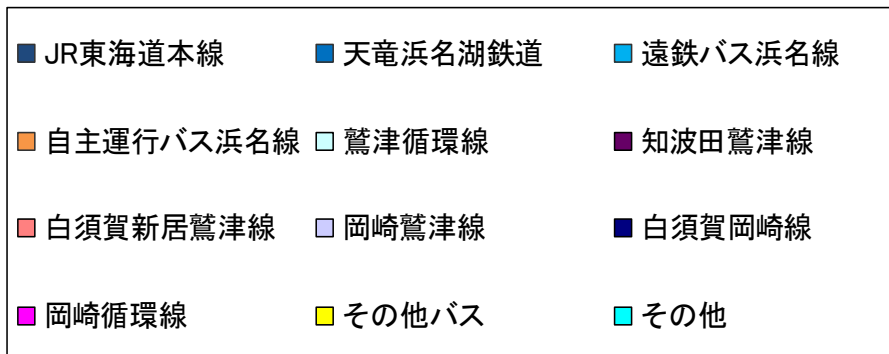 JR東海道本線 天竜浜名湖鉄道 遠鉄バス浜名線
自主運行バス浜名線 鷲津循環線 知波田鷲津線
白須賀新居鷲津線 岡崎鷲津線 白須賀岡崎線
岡崎循環線 その他バス その他